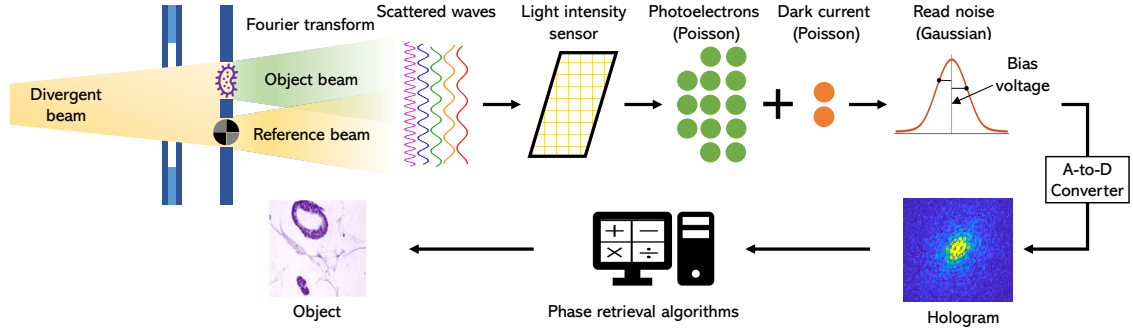 Fourier transform
Scattered waves
Light intensity
sensor
Photoelectrons
(Poisson)
Dark current
(Poisson)
Read noise
(Gaussian)
Bias
voltage
Object beam
Divergent
beam
Reference beam
A-to-D
Converter
Object
Phase retrieval algorithms
Hologram